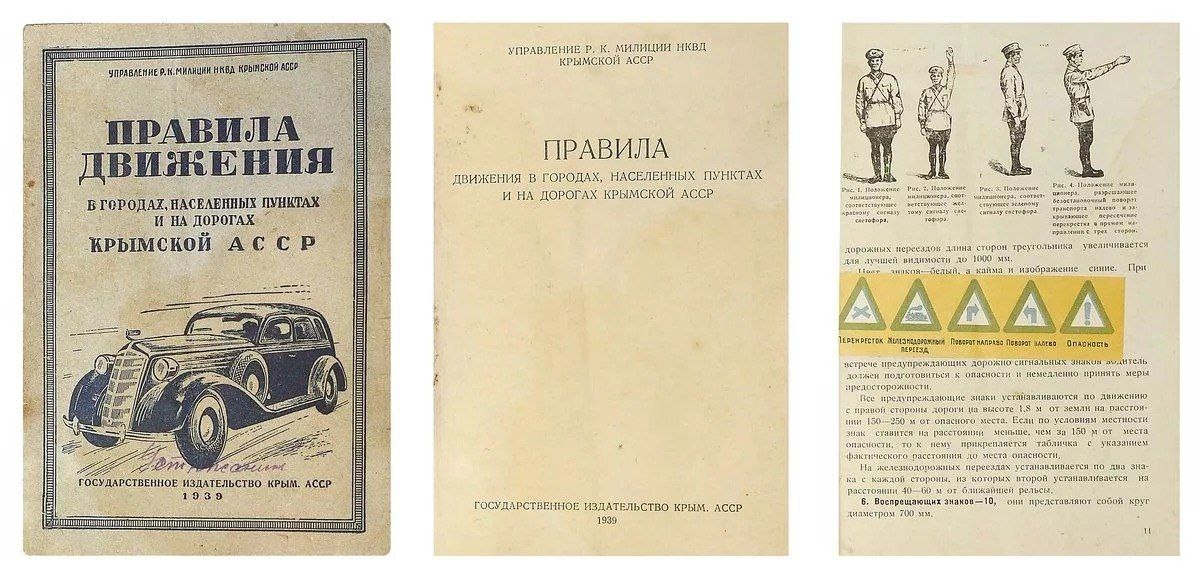 УПРАВЛЕНИЕ Р. К. МИЛИЦИИ НКВД КРЫМСКОЙ АССР
ПРАВИЛА
ДВИЖЕНИЯ
В ГОРОДАХ, НАСЕЛЕННЫХ ПУНКТАХ
И НА ДОРОГАХ
КРЫМСКОЙ АССР
ГОСУДАРСТВЕННОЕ ИЗДАТЕЛЬСТВО КРЫМ. АССР
1939
УПРАВЛЕНИЕ Р. К. МИЛИЦИИ НКВД
КРЫМСКОЙ АССР
ПРАВИЛА
ДВИЖЕНИЯ В ГОРОДАХ, НАСЕЛЕННЫХ ПУНКТАХ
И НА ДОРОГАХ КРЫМСКОЙ АССР
ГОСУДАРСТВЕННОЕ ИЗДАТЕЛЬСТВО КРЫМ. АССР
1939
Рис. 1. Положение
милиционера,
соответствующее
красному сигналу
светофора.
Рис. 2. Положение
милиционера, соот-
ветствующее жел-
тому сигналу све-
тофора.
Рис. 3. Положение
милиционера, соответ-
ствующее зеленому
сигналу светофора.
Рис. 4. Положение мили-
ционера, разрешающее
безостановочный поворот
транспорта налево и за-
крывающее пересечение
перекрестка в прямом на-
правлении с трех сторон.
дорожных переездов длина сторон треугольника увеличивается
для лучшей видимости до 1000 мм.
Цвет знаков—белый, а кайма и изображение синие. При
ПЕРЕКРЕСТОК
ЖЕЛЕЗНОДОРОЖНЫЙ
ПЕРЕЕЗД
ПОВОРОТ НАПРАВО
ПОВОРОТ НАЛЕВО
ОПАСНОСТЬ
встрече предупреждающих дорожно-сигнальных знаков водитель
должен подготовиться к опасности и немедленно принять меры
предосторожности.
Все предупреждающие знаки устанавливаются по движению
с правой стороны дороги на высоте 1,8 м от земли на расстоя-
нии 150—250 м от опасного места. Если по условиям местности
знак ставится на расстоянии меньше, чем за 150 м от места
опасности, то к нему прикрепляется табличка с указанием
фактического расстояния до места опасности.
На железнодорожных переездах устанавливается по два зна-
ка с каждой стороны, из которых второй устанавливается на
расстоянии 40—60 м от ближайшей рельсы.
6. Воспрещающих знаков—10, они представляют собой круг
диаметром 700 мм.
11